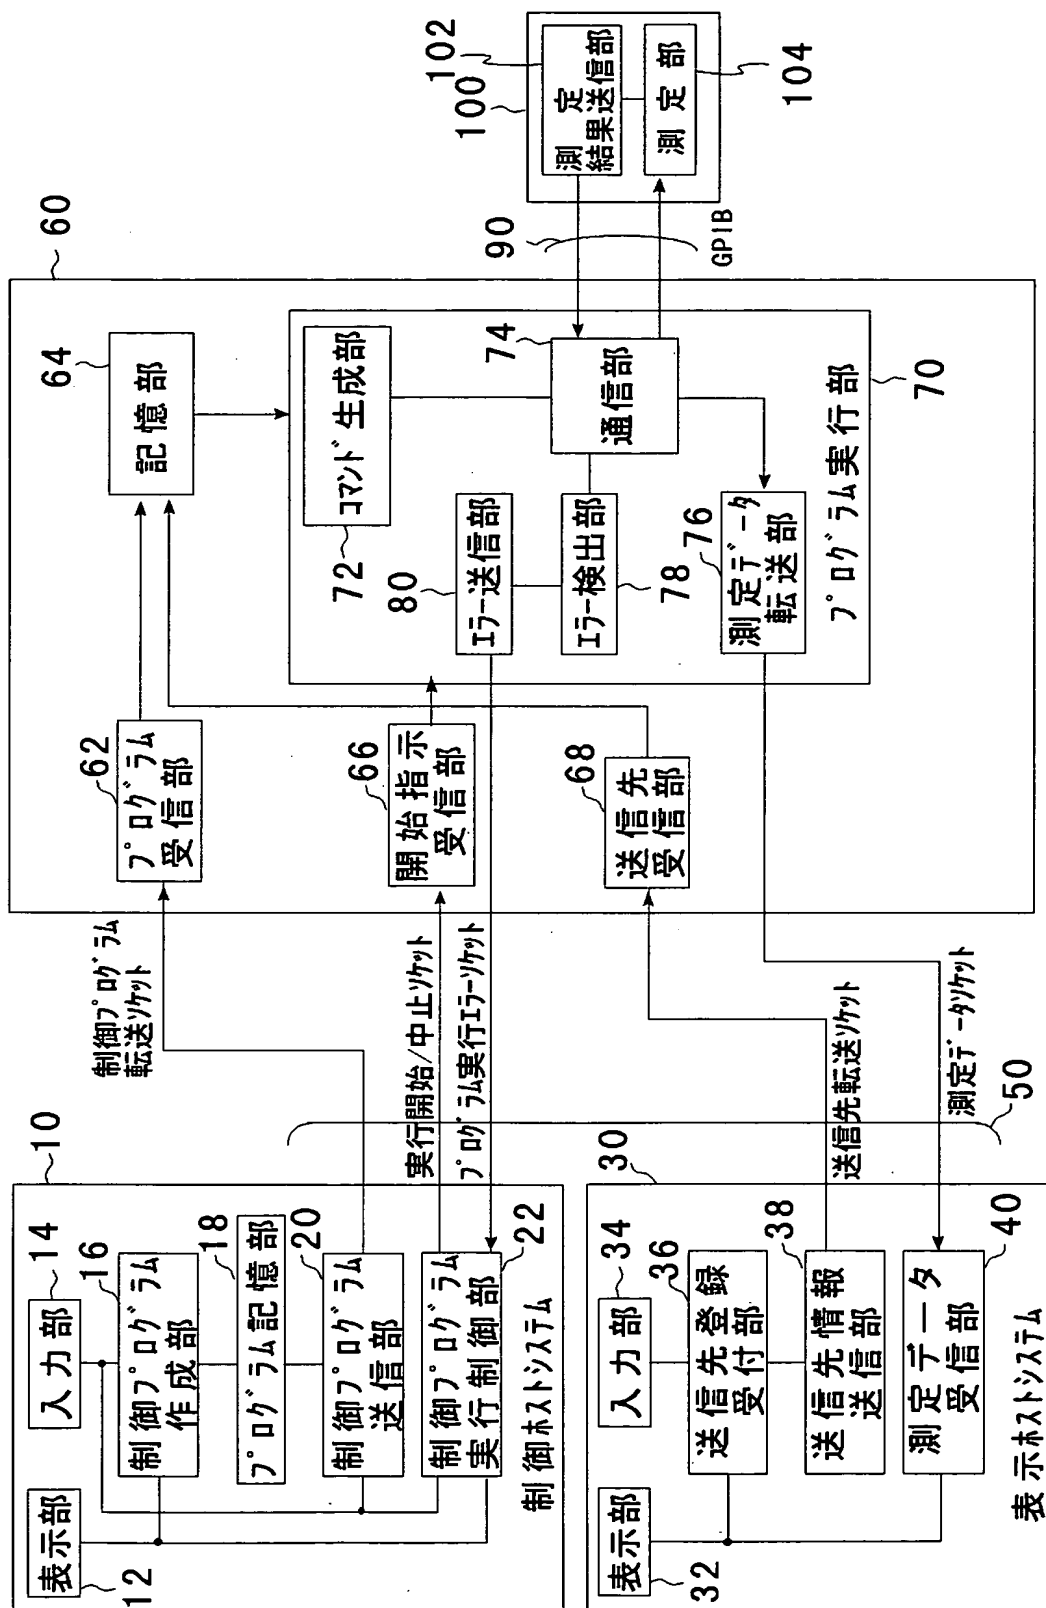 10
14
入力部
表示部
12
16
制御プログラム
作成部
18
プログラム記憶部
20
制御プログラム
送信部
制御プログラム
実行制御部
22
制御ホストシステム
30
34
入力部
表示部
32
36
送信先登録
受付部
38
送信先情報
送信部
測定データ
受信部
40
表示ホストシステム
制御プログラム
転送ソケット
実行開始/中止ソケット
プログラム実行エラーソケット
送信先転送ソケット
測定データソケット
50
60
62
プログラム
受信部
64
記憶部
66
開始指示
受信部
68
送信先
受信部
コマンド生成部
72
80
エラー送信部
エラー検出部
78
74
通信部
76
測定データ
転送部
プログラム実行部
70
90
GPIB
100
102
測定
結果送信部
測定部
104